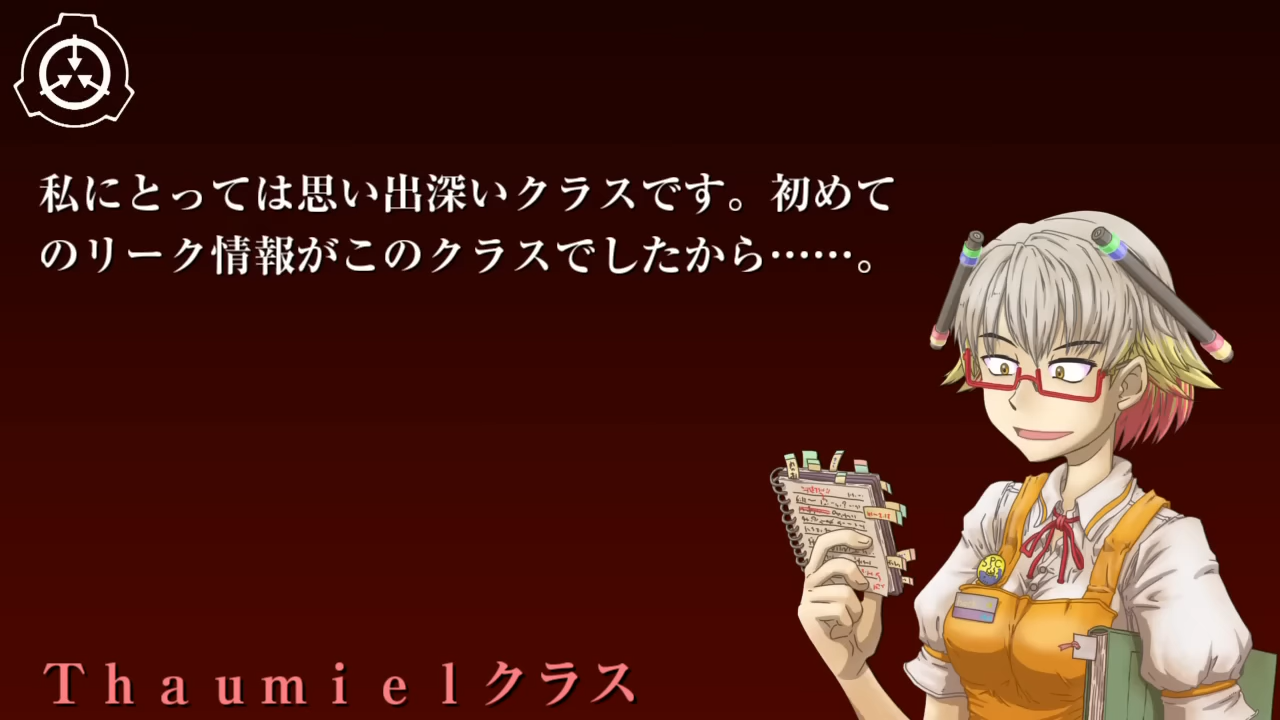 私にとっては思い出深いクラスです。初めて
のリーク情報がこのクラスでしたから……。
Ｔｈａｕｍｉｅｌクラス